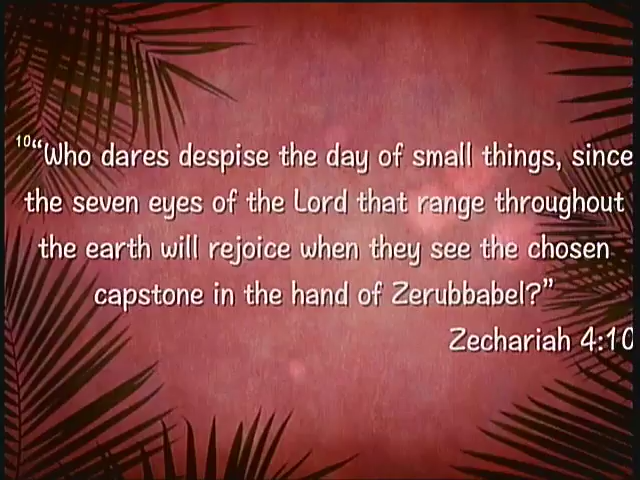 10“Who dares despise the day of small things, since
the seven eyes of the Lord that range throughout
the earth will rejoice when they see the chosen
capstone in the hand of Zerubbabel?”
Zechariah 4:10